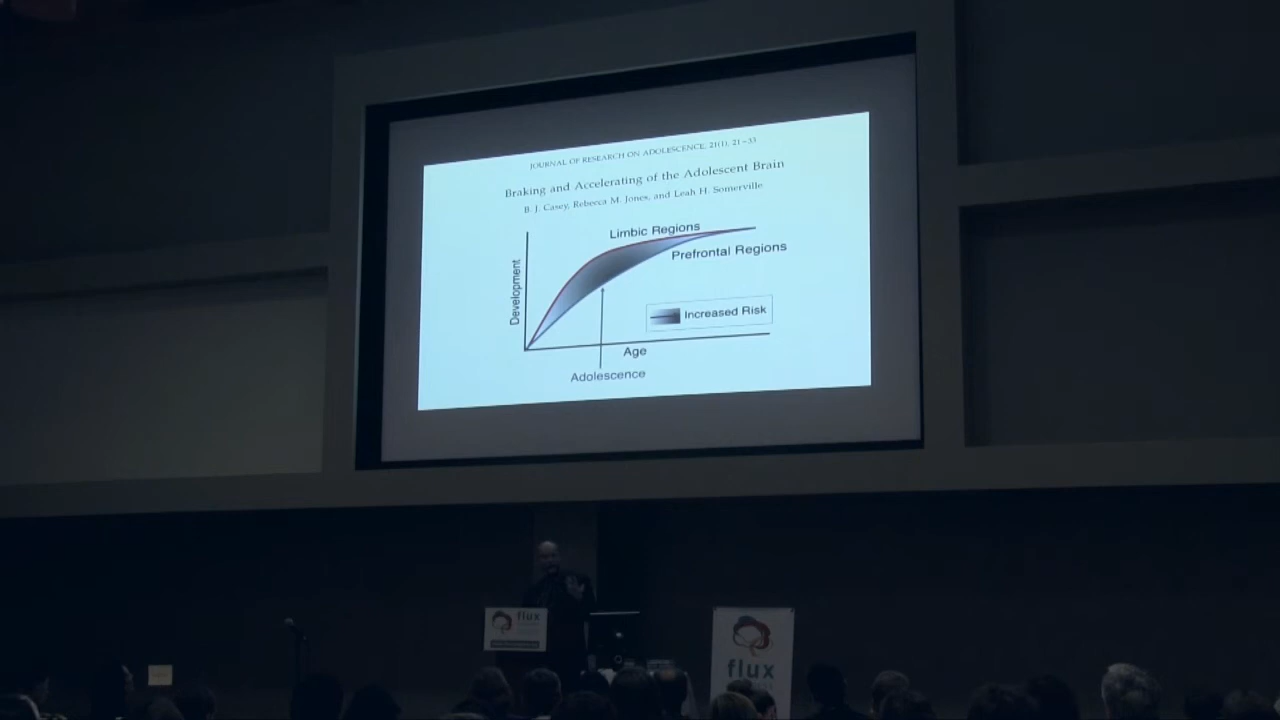 JOURNAL OF RESEARCH ON ADOLESCENCE, 21(1), 21–33
Braking and Accelerating of the Adolescent Brain
B. J. Casey, Rebecca M. Jones, and Leah H. Somerville
Limbic Regions
Prefrontal Regions
Development
Increased Risk
Age
Adolescence
flux
flux